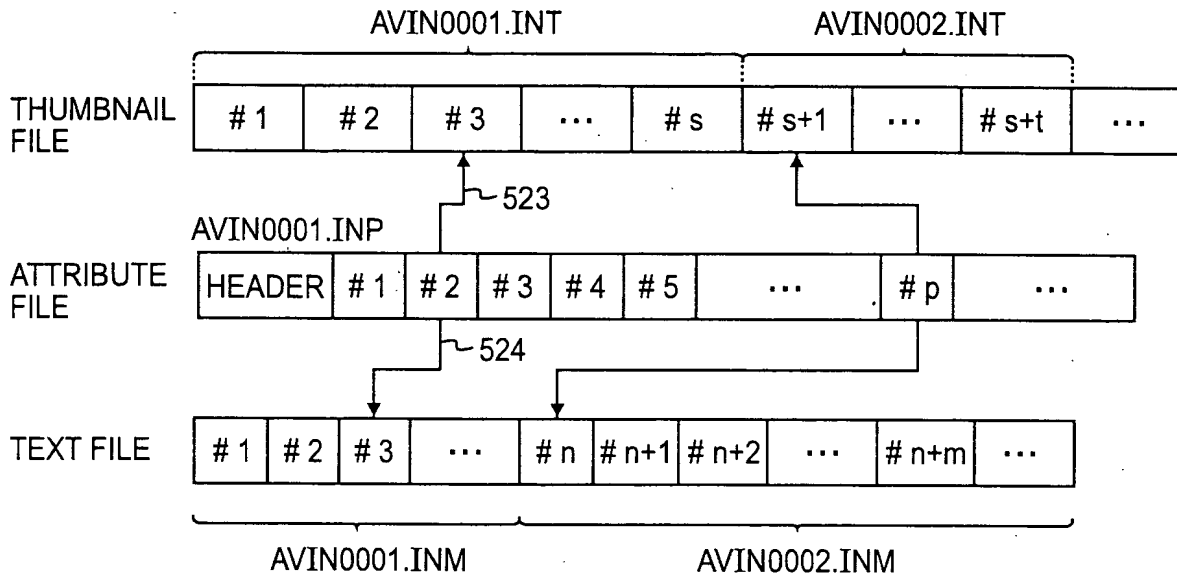 AVIN0001.INT AVIN0002.INT
THUMBNAIL
FILE
# 1 # 2 # 3 ... # s # s+1 ... # s+t ...
523
AVIN0001.INP
ATTRIBUTE
FILE
HEADER # 1 # 2 # 3 # 4 # 5 ... # p ...
524
TEXT FILE
# 1 # 2 # 3 ... # n # n+1 # n+2 ... # n+m ...
AVIN0001.INM AVIN0002.INM